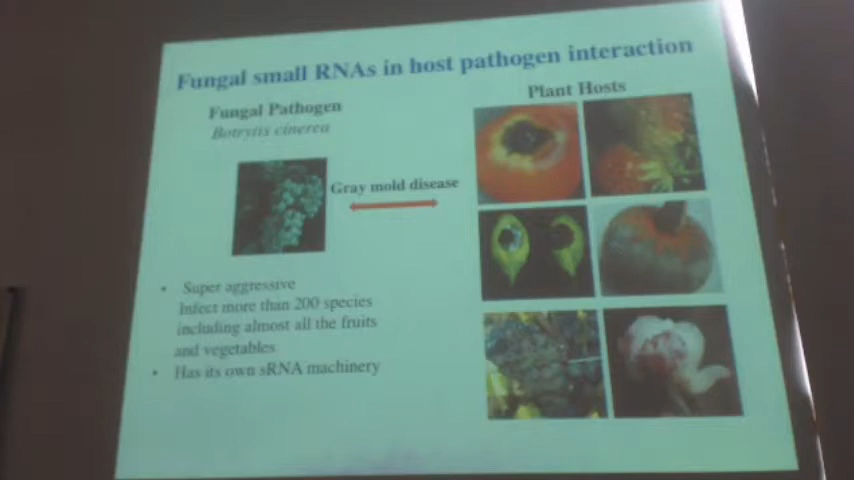 Fungal small RNAs in host pathogen interaction
Fungal Pathogen
Botrytis cinerea
Plant Hosts
Gray mold disease
• Super aggressive
Infect more than 200 species
including almost all the fruits
and vegetables
• Has its own sRNA machinery